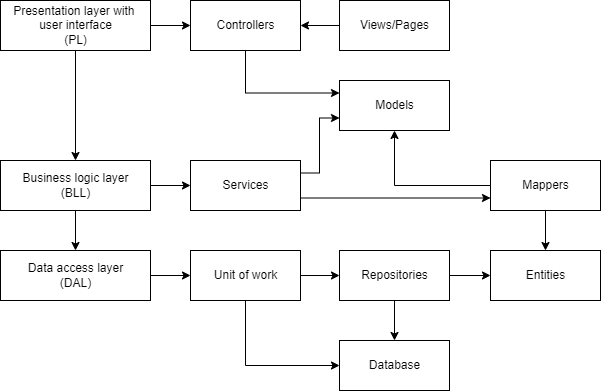 Presentation layer with
user interface
(PL)
Controllers
Views/Pages
Models
Business logic layer
(BLL)
Services
Mappers
Data access layer
(DAL)
Unit of work
Repositories
Entities
Database